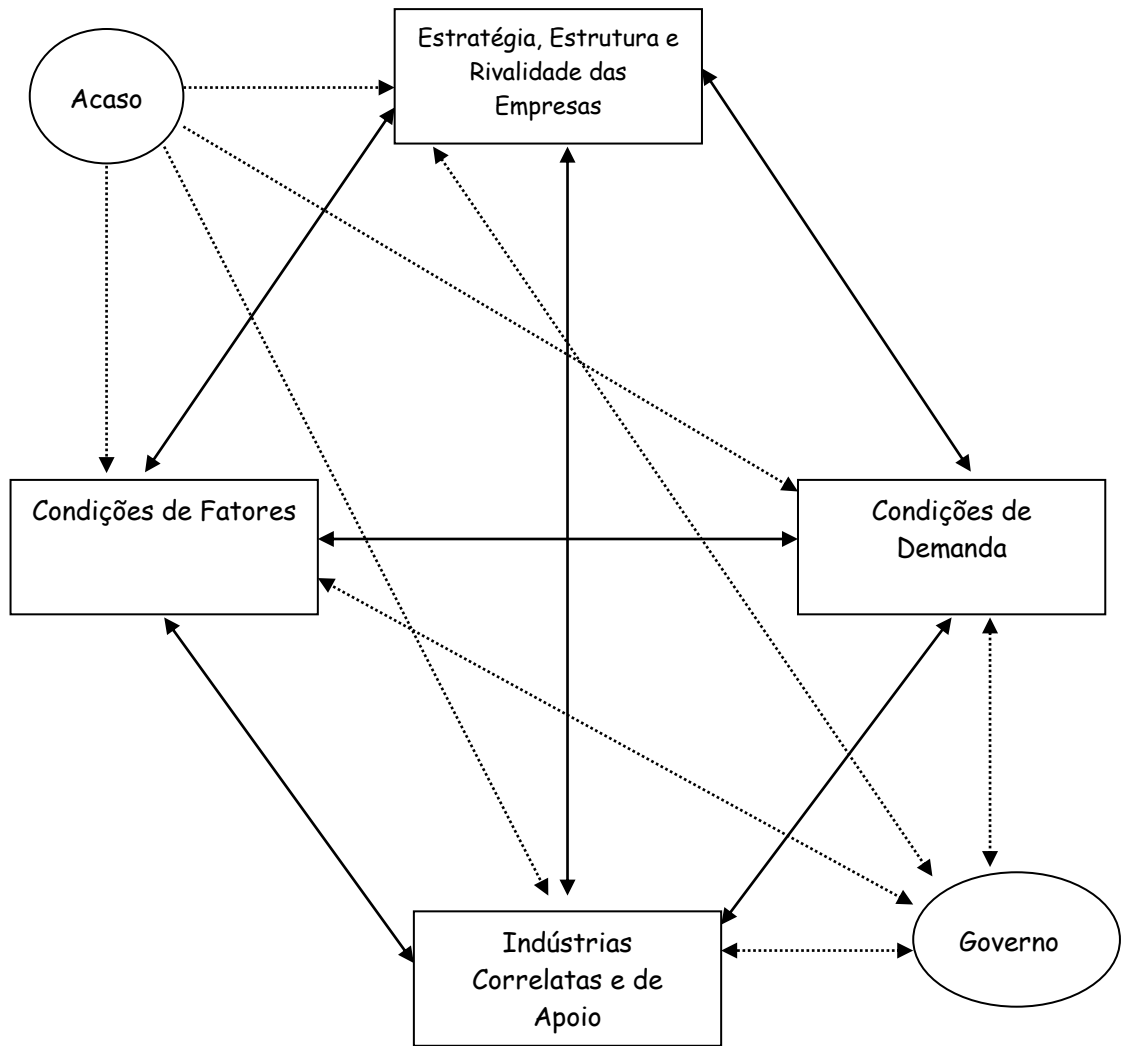 Estratégia, Estrutura e
Rivalidade das
Empresas
Acaso
Condições de Fatores
Condições de
Demanda
Indústrias
Correlatas e de
Apoio
Governo